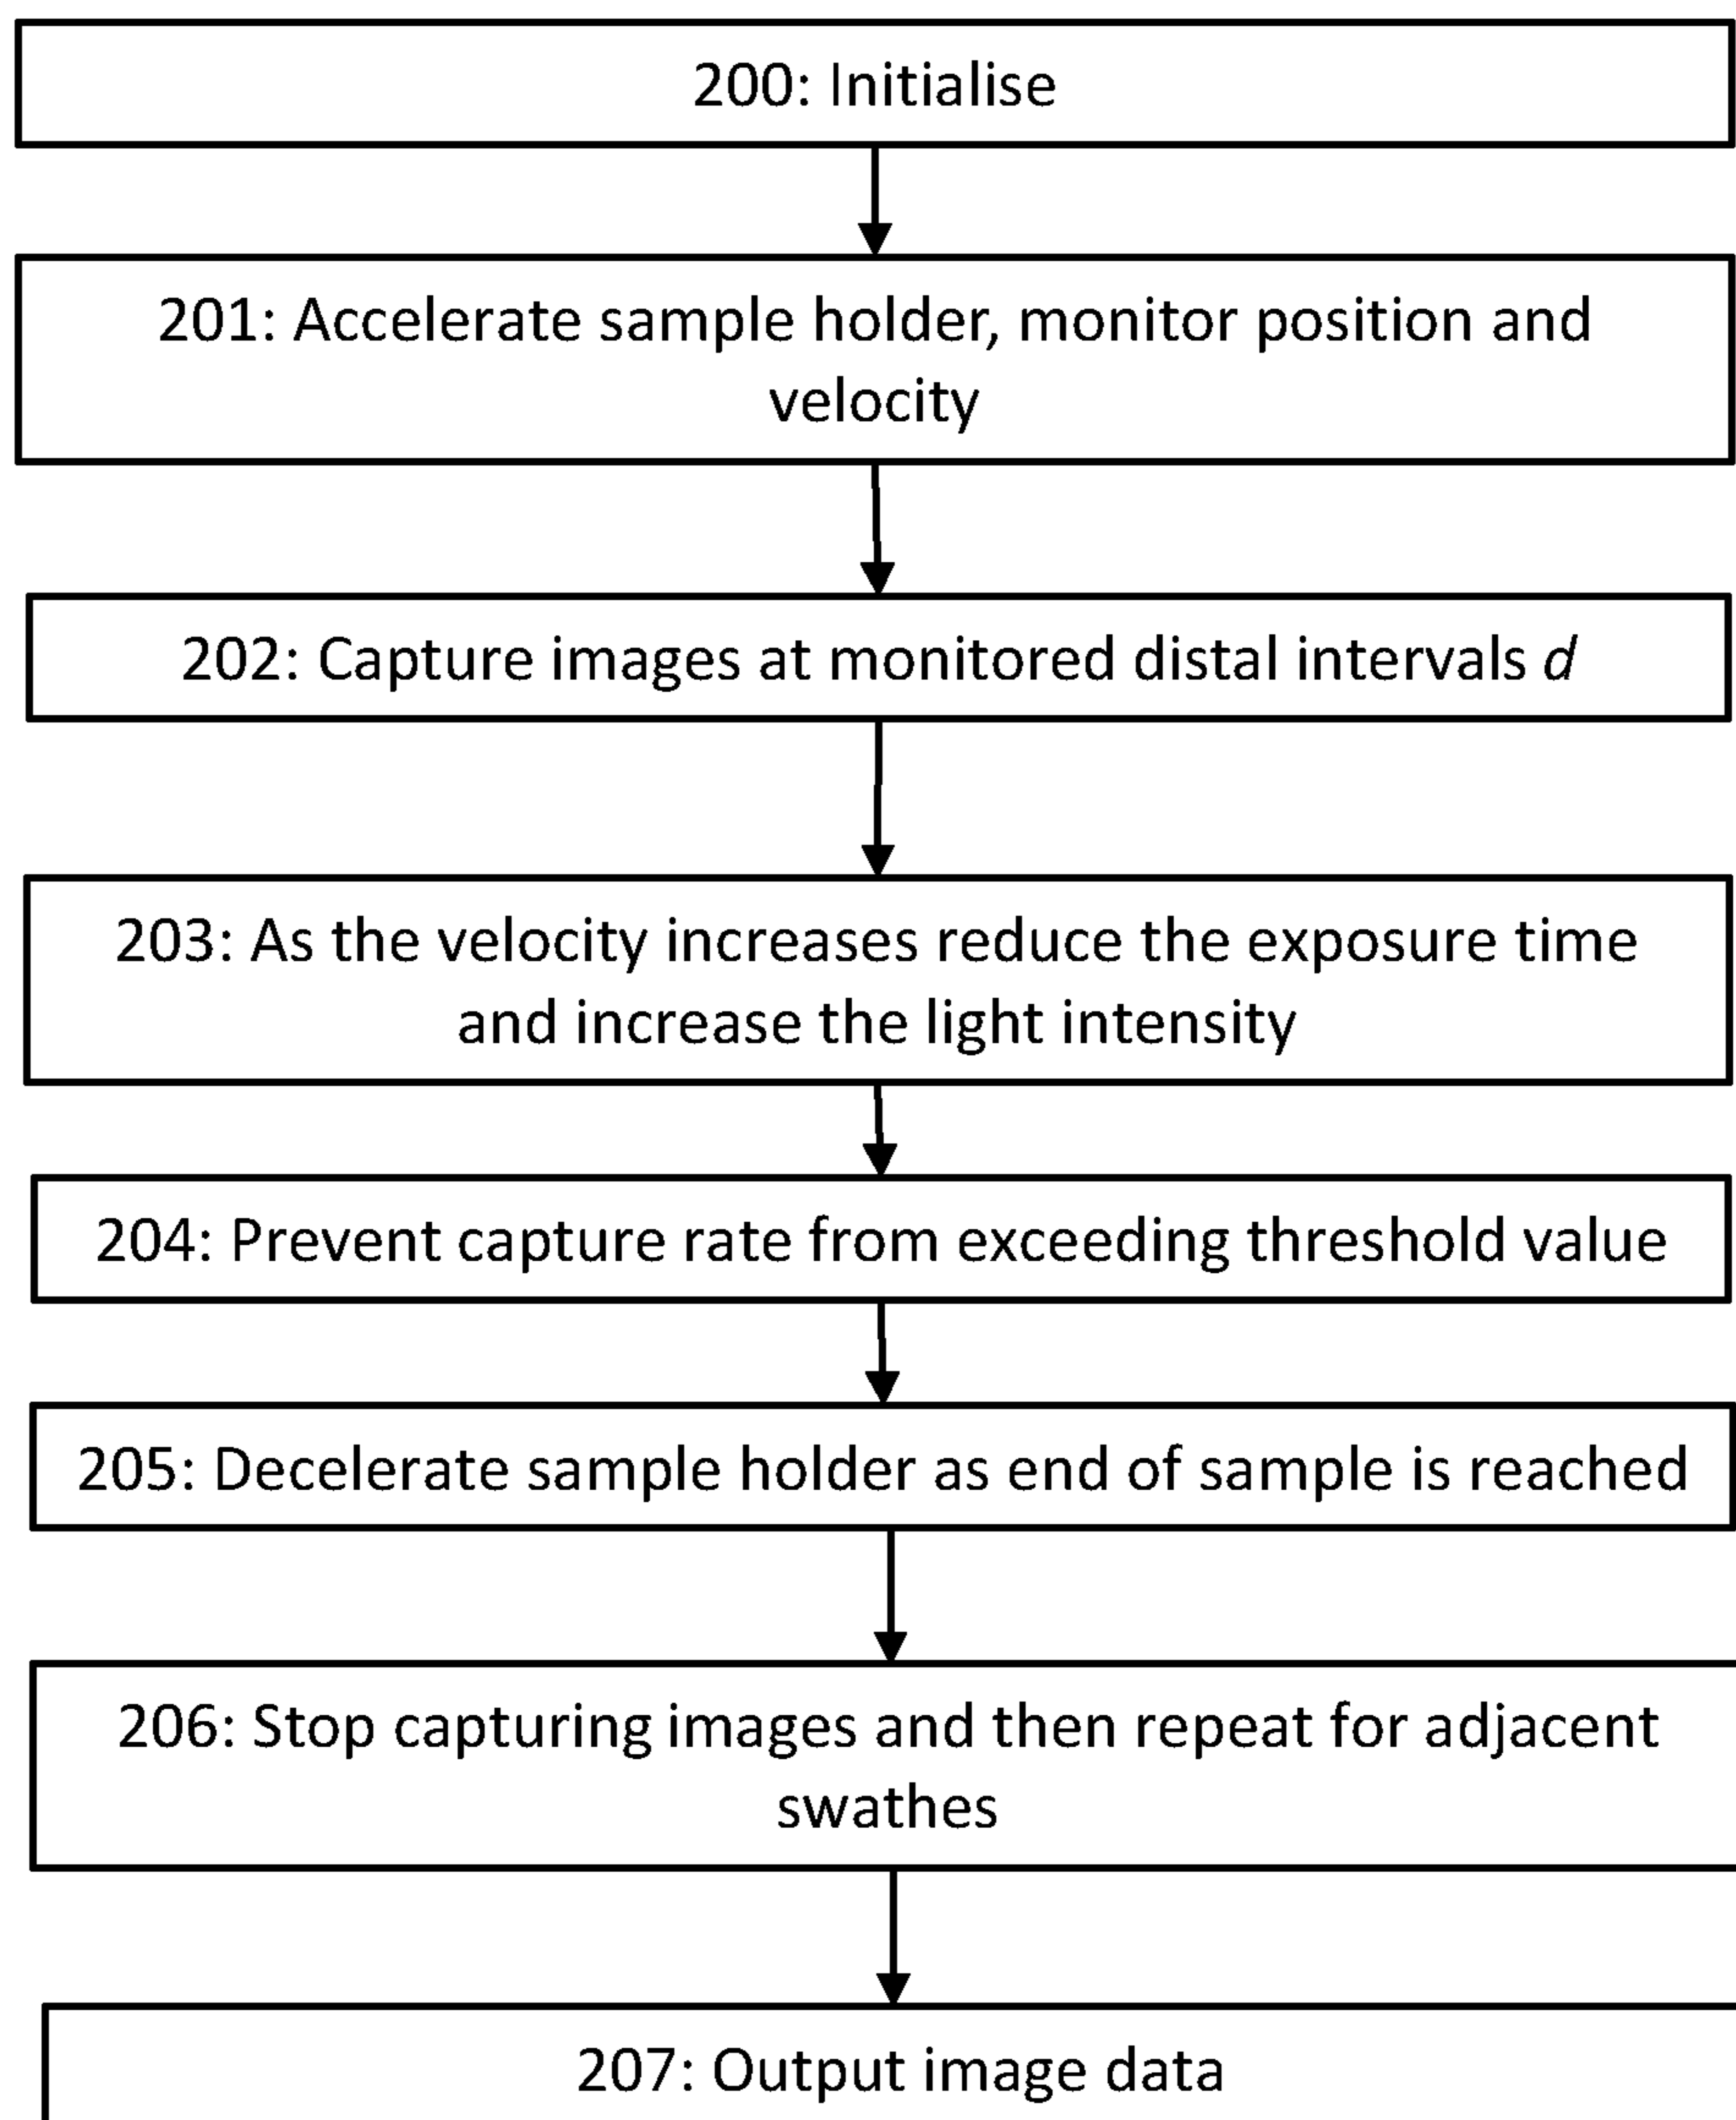 200: Initialise
201: Accelerate sample holder, monitor position and
velocity
202: Capture images at monitored distal intervals d
203: As the velocity increases reduce the exposure time
and increase the light intensity
204: Prevent capture rate from exceeding threshold value
205: Decelerate sample holder as end of sample is reached
206: Stop capturing images and then repeat for adjacent
swathes
207: Output image data